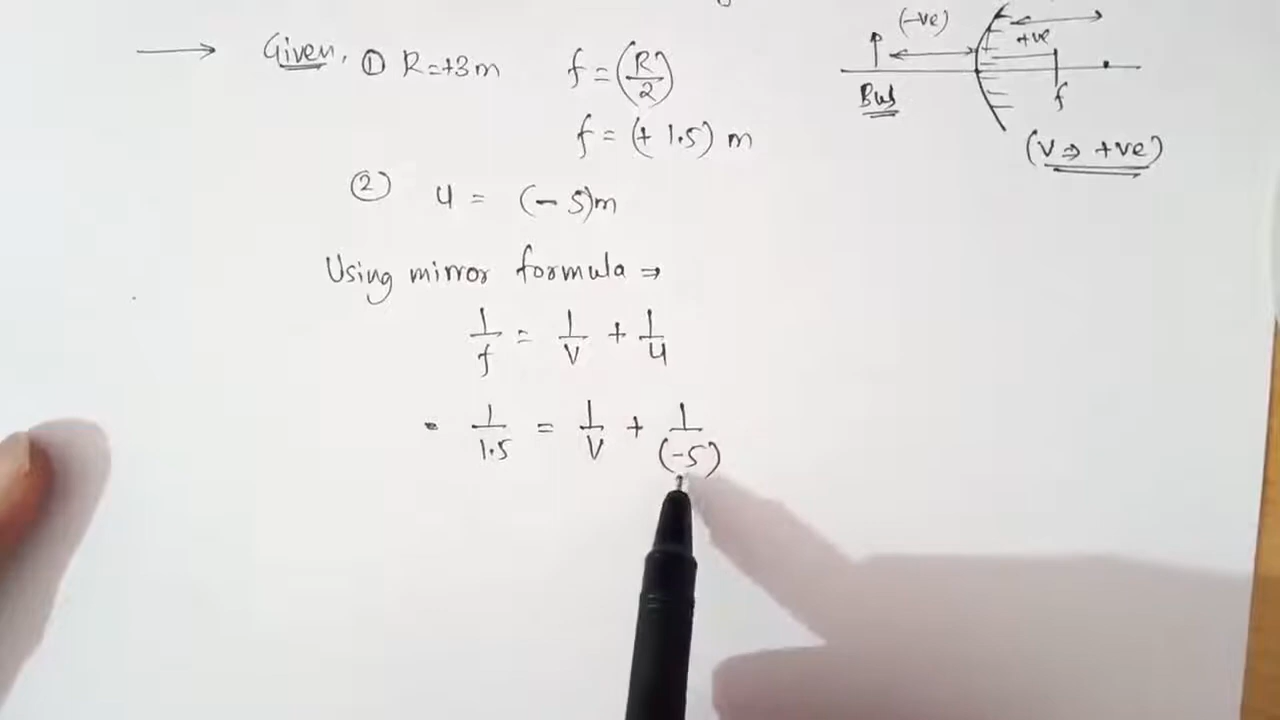 Given, ① R=+3m f = (R/2)
f = (+ 1.5) m
② u = (- 5)m
Using mirror formula ⇒
1/f = 1/v + 1/u
1/1.5 = 1/v + 1/(-5)
(-ve)
+ve
Bus
f
(V ⇒ +ve)